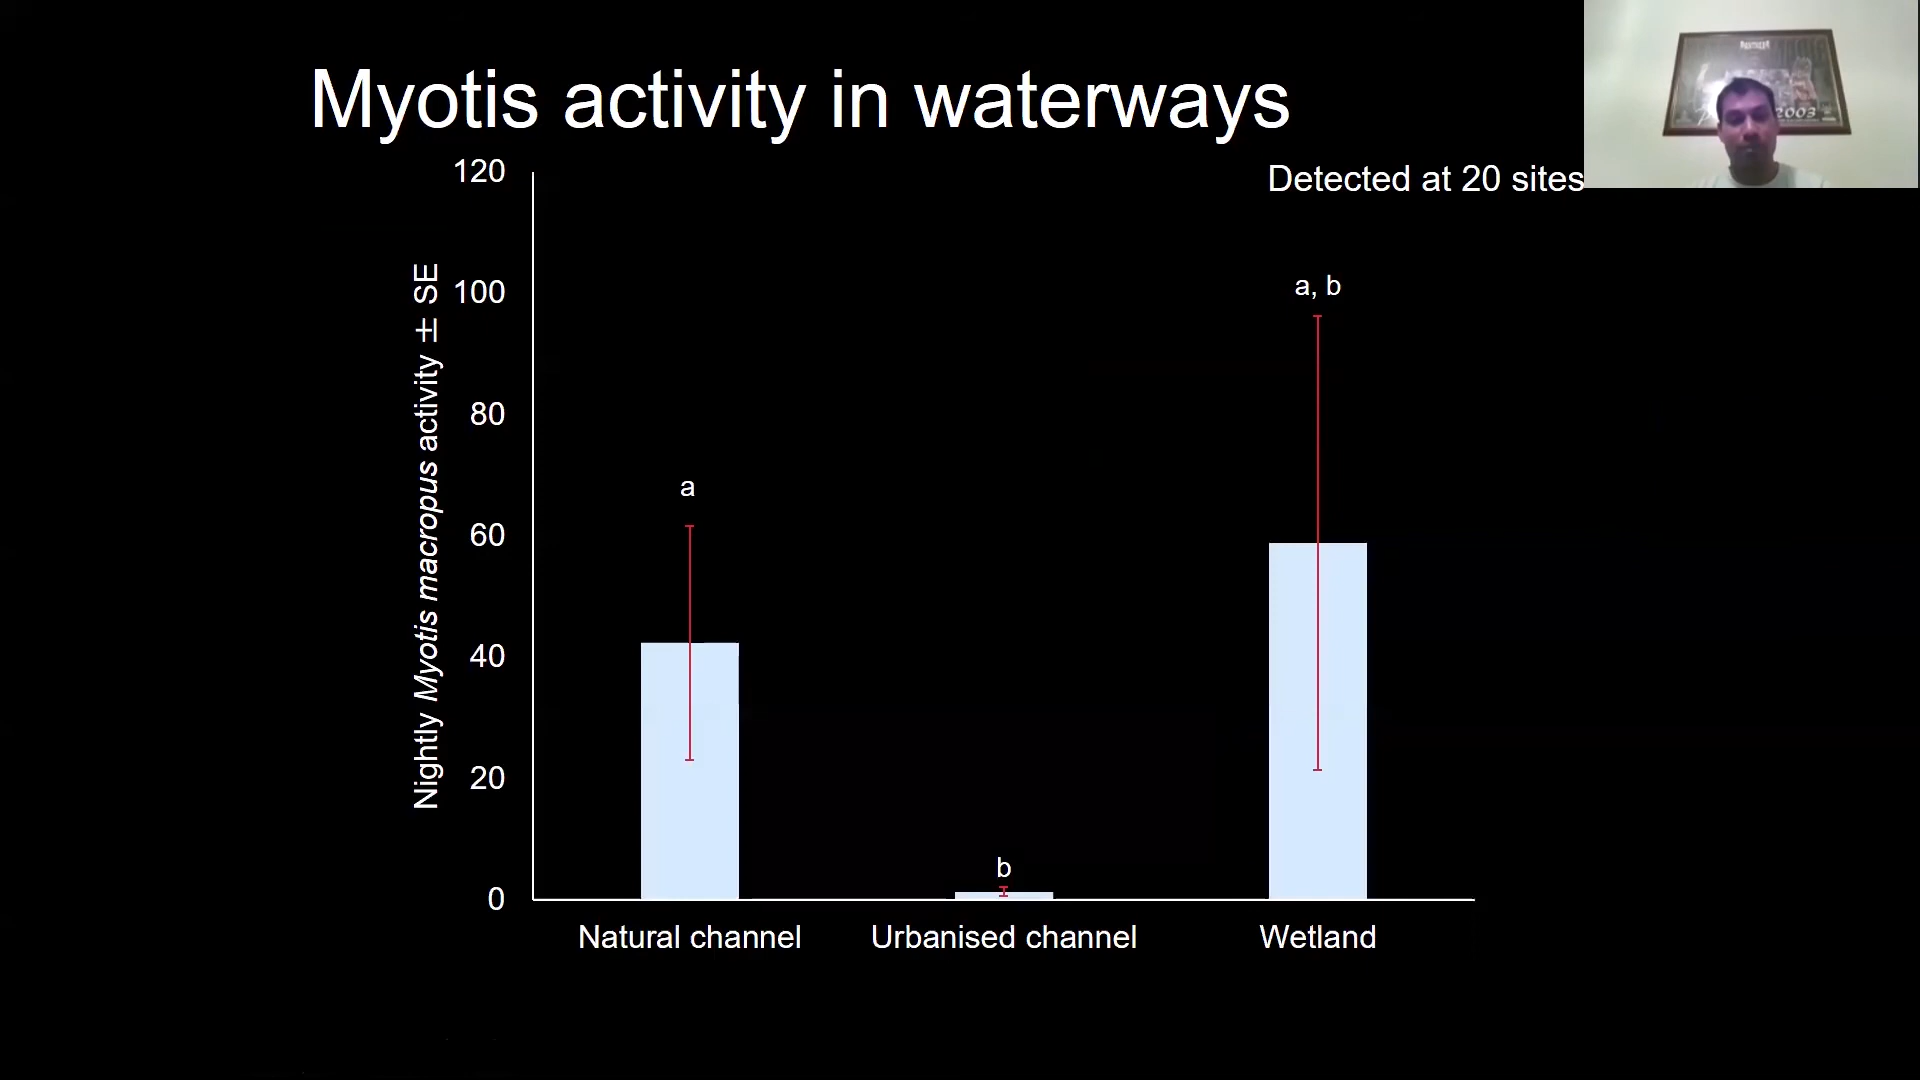 Myotis activity in waterways
Detected at 20 sites
2003
Nightly Myotis macropus activity ± SE
120
100
80
60
40
20
0
a
b
a, b
Natural channel
Urbanised channel
Wetland